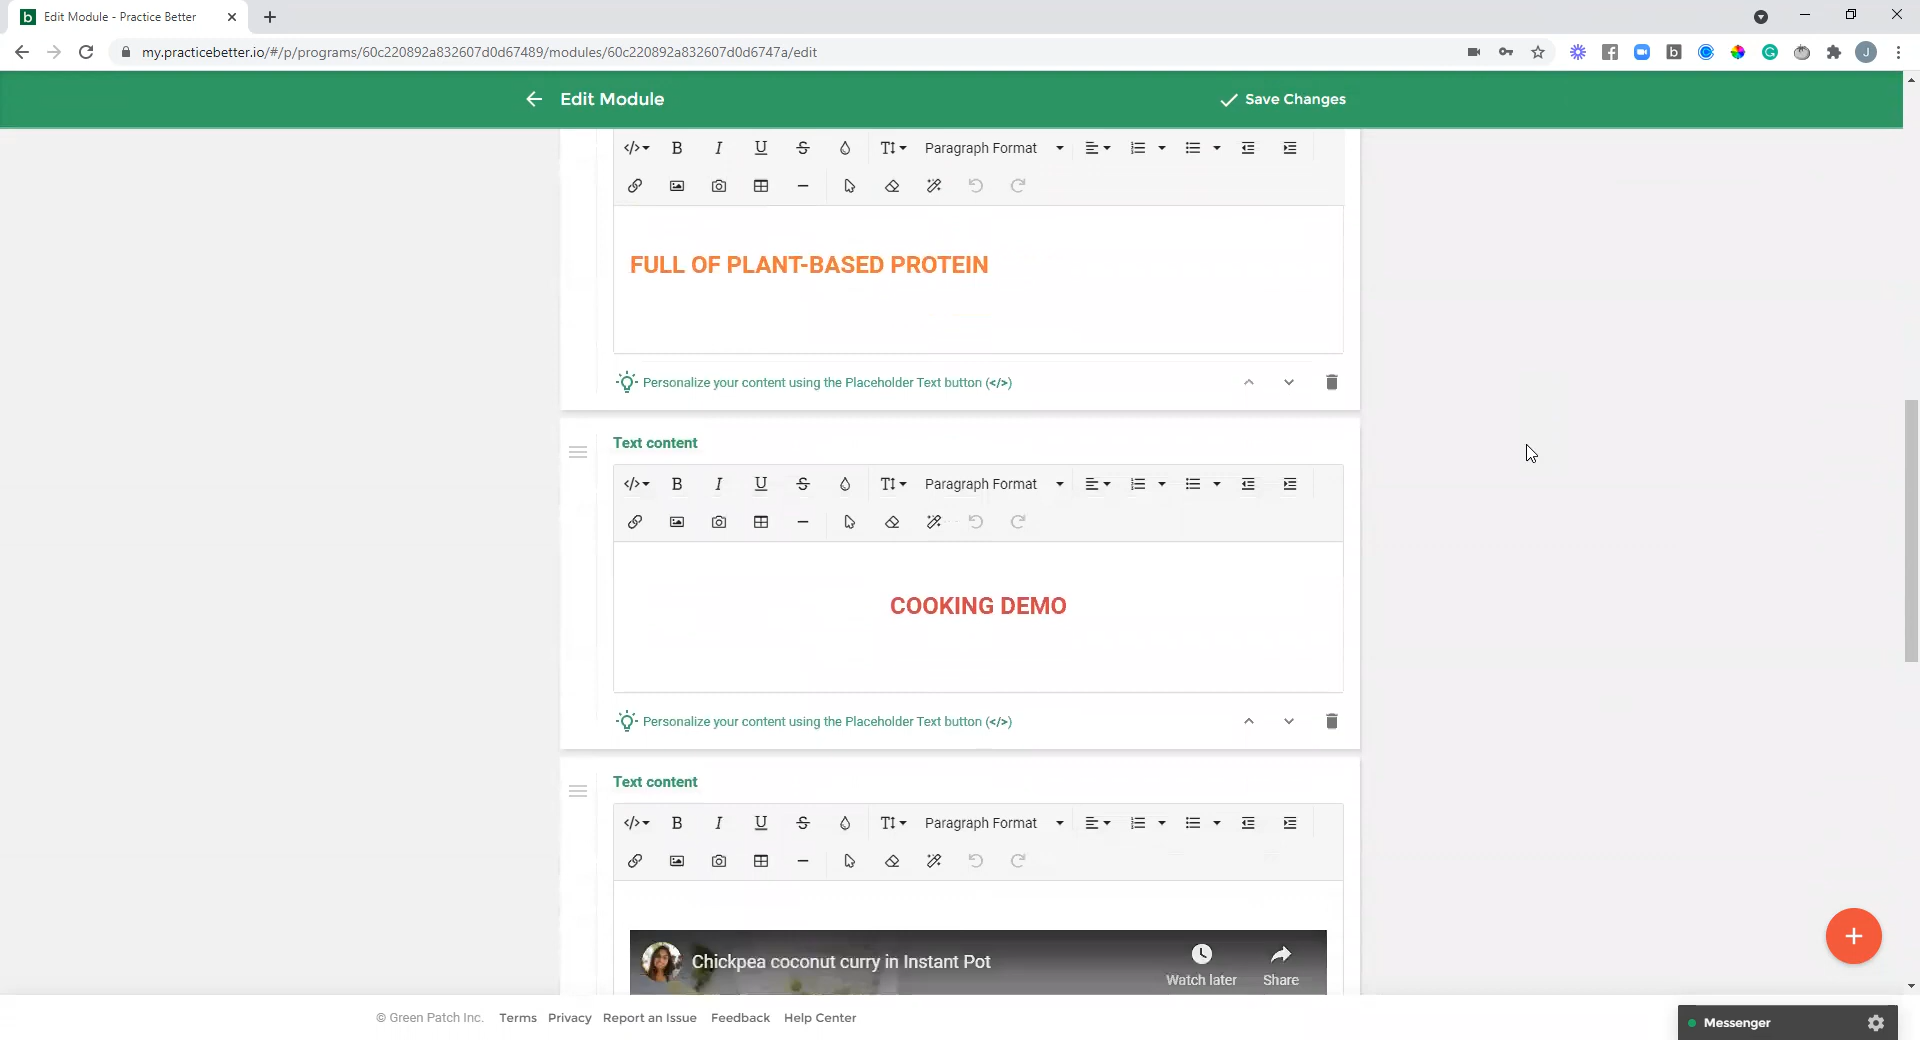 Edit Module - Practice Better
my.practicebetter.io/#/p/programs/60c220892a832607d0d67489/modules/60c220892a832607d0d6747a/edit
Edit Module
Save Changes
Paragraph Format
FULL OF PLANT-BASED PROTEIN
Personalize your content using the Placeholder Text button (</>)
Text content
Paragraph Format
COOKING DEMO
Personalize your content using the Placeholder Text button (</>)
Text content
Paragraph Format
Chickpea coconut curry in Instant Pot
Watch later
Share
© Green Patch Inc. Terms Privacy Report an Issue Feedback Help Center
Messenger